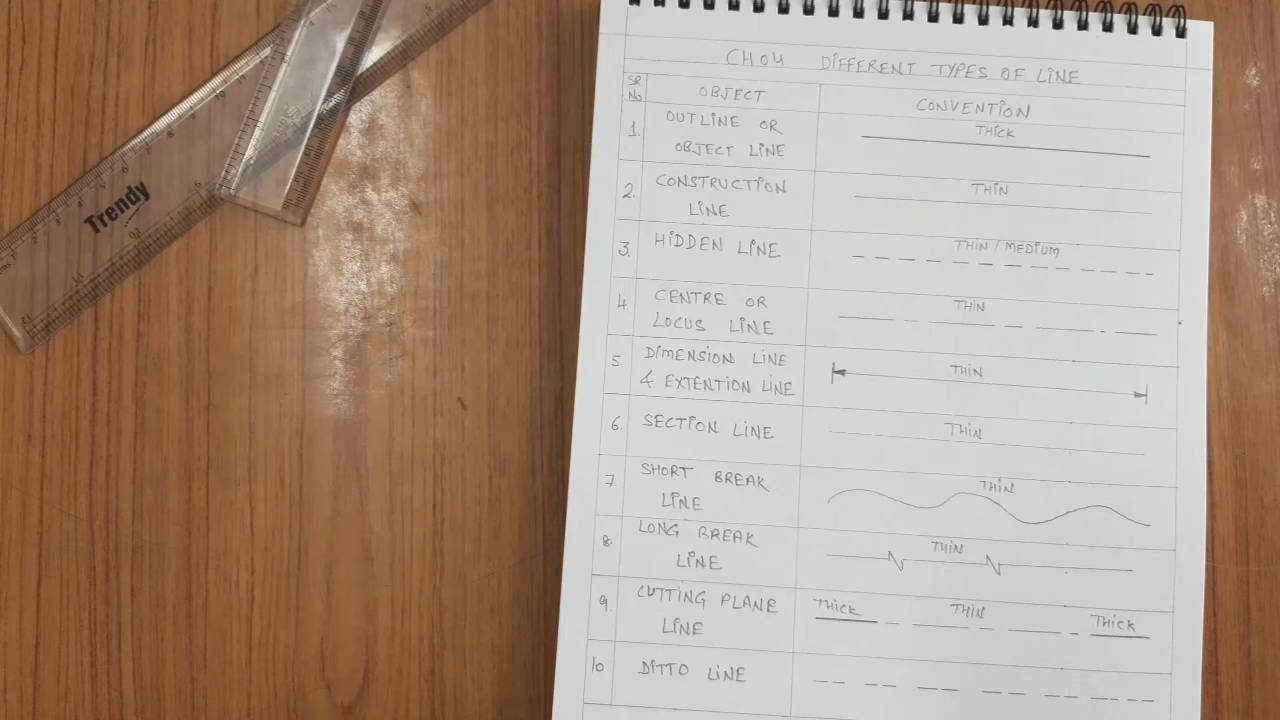 Trendy
CHOU DIFFERENT TYPES OF LINE
SR No OBJECT CONVENTION
1. OUTLINE OR THICK
OBJECT LINE
2. CONSTRUCTION THIN
LINE
3. HIDDEN LINE THIN / MEDIUM
4 CENTRE OR THIN
LOCUS LINE
5 DIMENSION LINE THIN
& EXTENTION LINE
6. SECTION LINE THIN
7. SHORT BREAK THIN
LINE
8. LONG BREAK THIN
LINE
9. CUTTING PLANE THICK THIN THICK
LINE
10 DITTO LINE